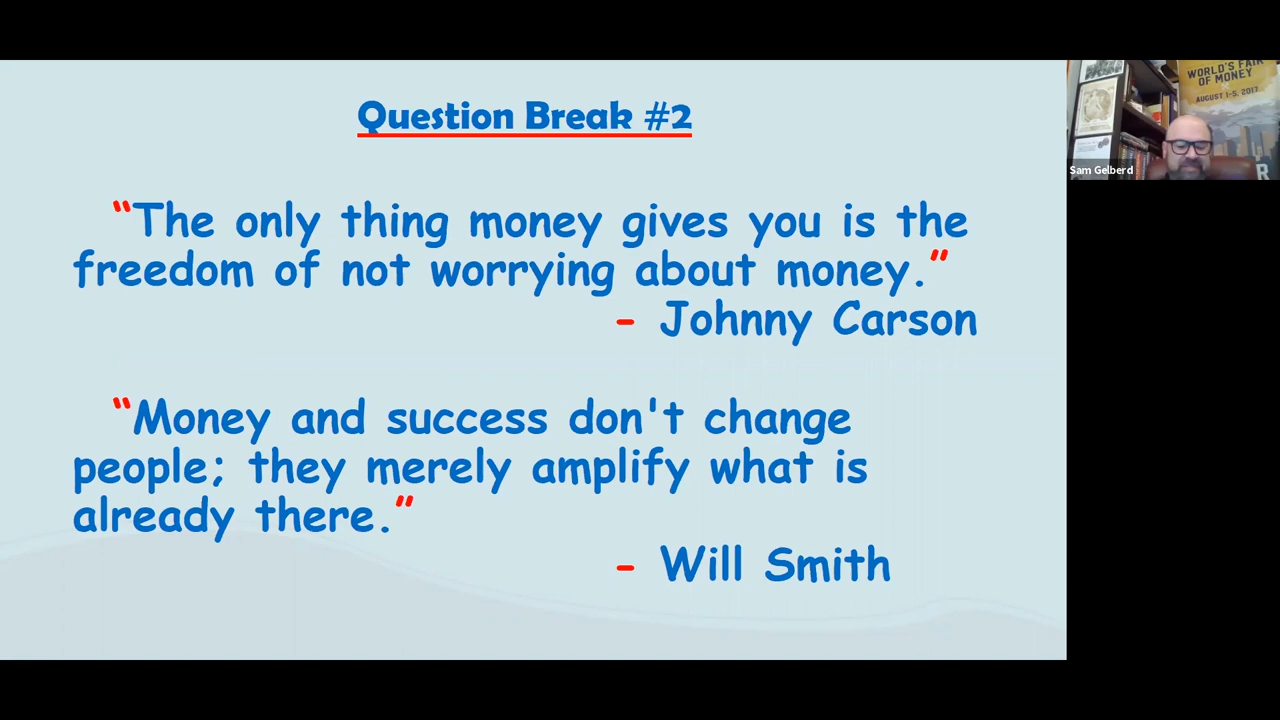 Question Break #2
“The only thing money gives you is the
freedom of not worrying about money.”
- Johnny Carson
“Money and success don't change
people; they merely amplify what is
already there.”
- Will Smith
WORLD'S FAIR
OF MONEY
AUGUST 1-5, 2017
R
Sam Gelberd